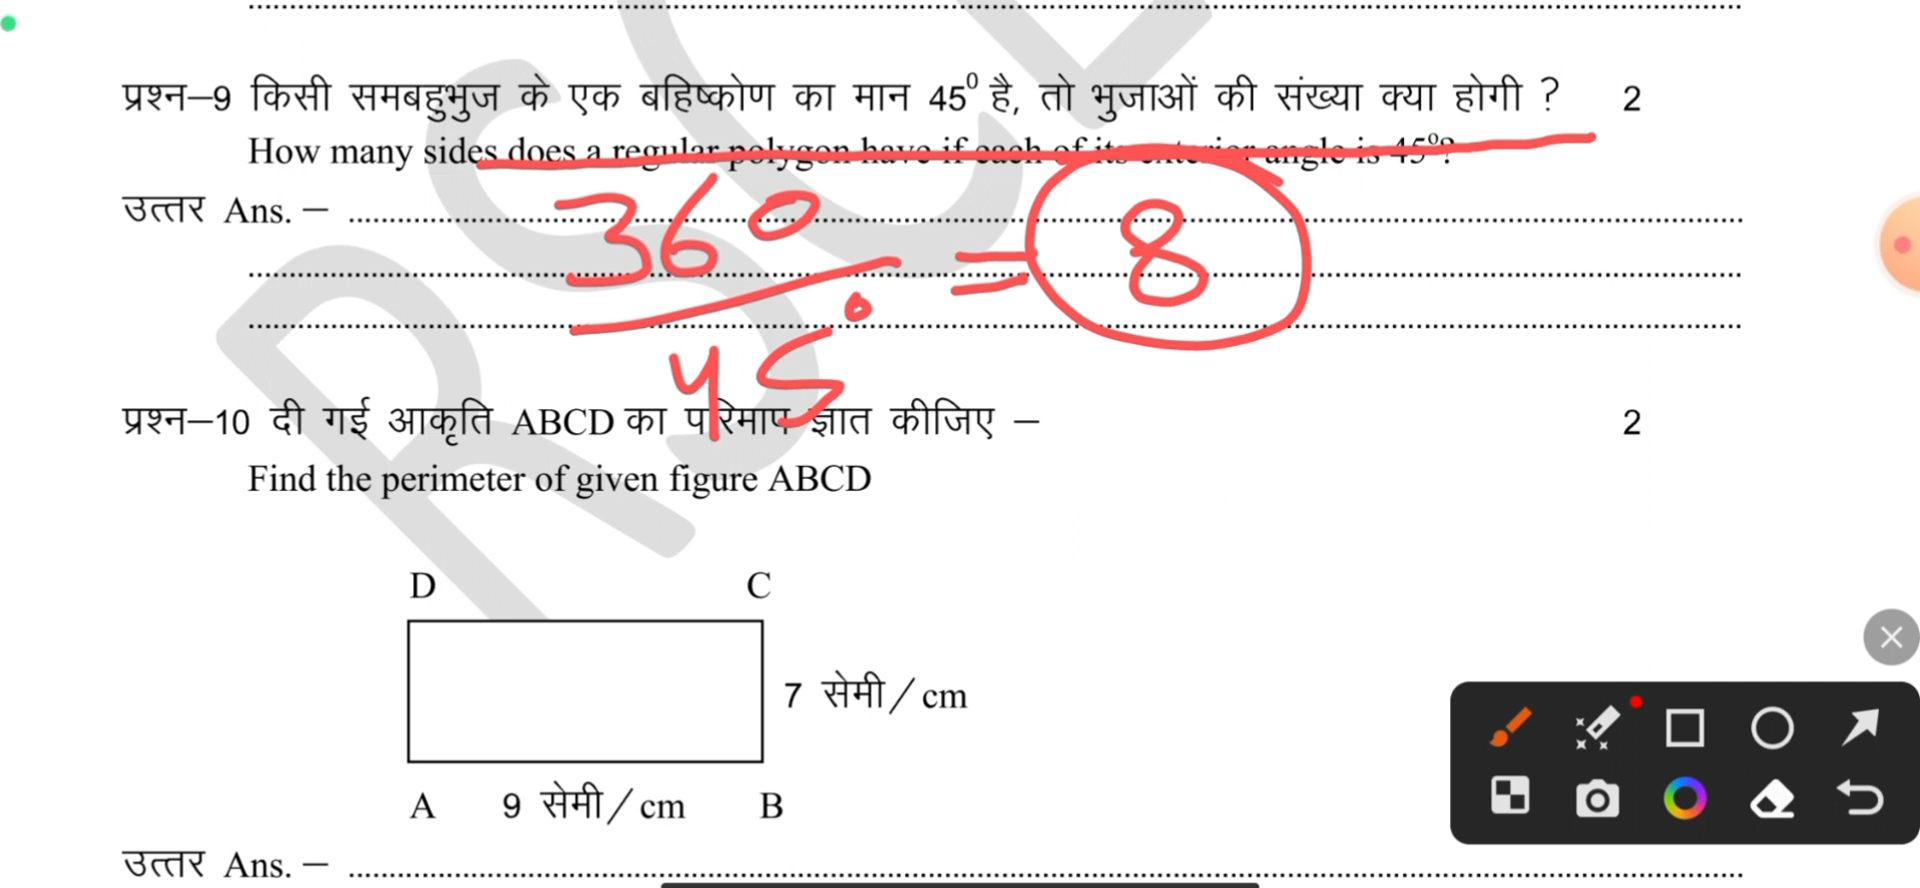 प्रश्न–9 किसी समबहुभुज के एक बहिष्कोण का मान 45⁰ है, तो भुजाओं की संख्या क्या होगी ? 2
How many sides does a regular polygon have if each of its exterior angle is 45⁰?
उत्तर Ans. –
360 / 45° = 8
प्रश्न–10 दी गई आकृति ABCD का परिमाप ज्ञात कीजिए – 2
Find the perimeter of given figure ABCD
D C
7 सेमी/cm
A 9 सेमी/cm B
उत्तर Ans. –